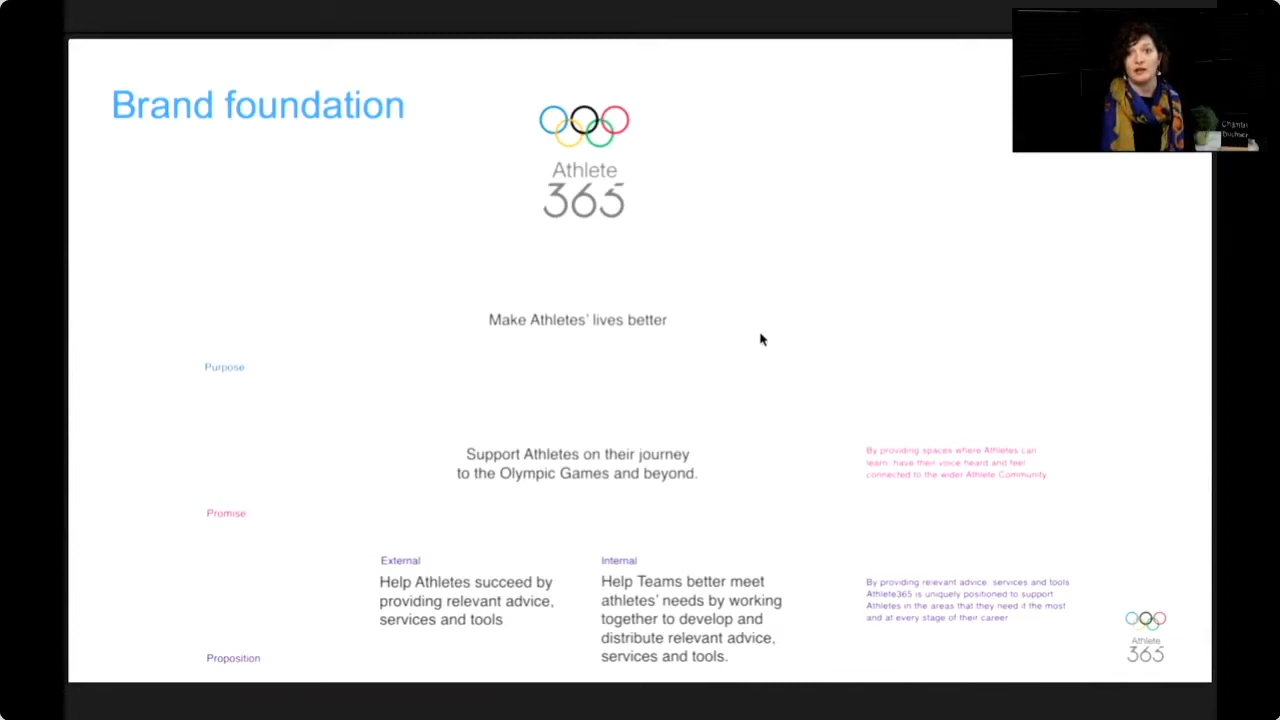 Brand foundation
Athlete
365
Chantal
Buchser
Make Athletes' lives better
Purpose
Support Athletes on their journey
to the Olympic Games and beyond.
By providing spaces where Athletes can
learn, have their voice heard and feel
connected to the wider Athlete Community
Promise
External
Help Athletes succeed by
providing relevant advice,
services and tools
Internal
Help Teams better meet
athletes' needs by working
together to develop and
distribute relevant advice,
services and tools.
By providing relevant advice, services and tools
Athlete365 is uniquely positioned to support
Athletes in the areas that they need it the most
and at every stage of their career
Proposition
Athlete
365